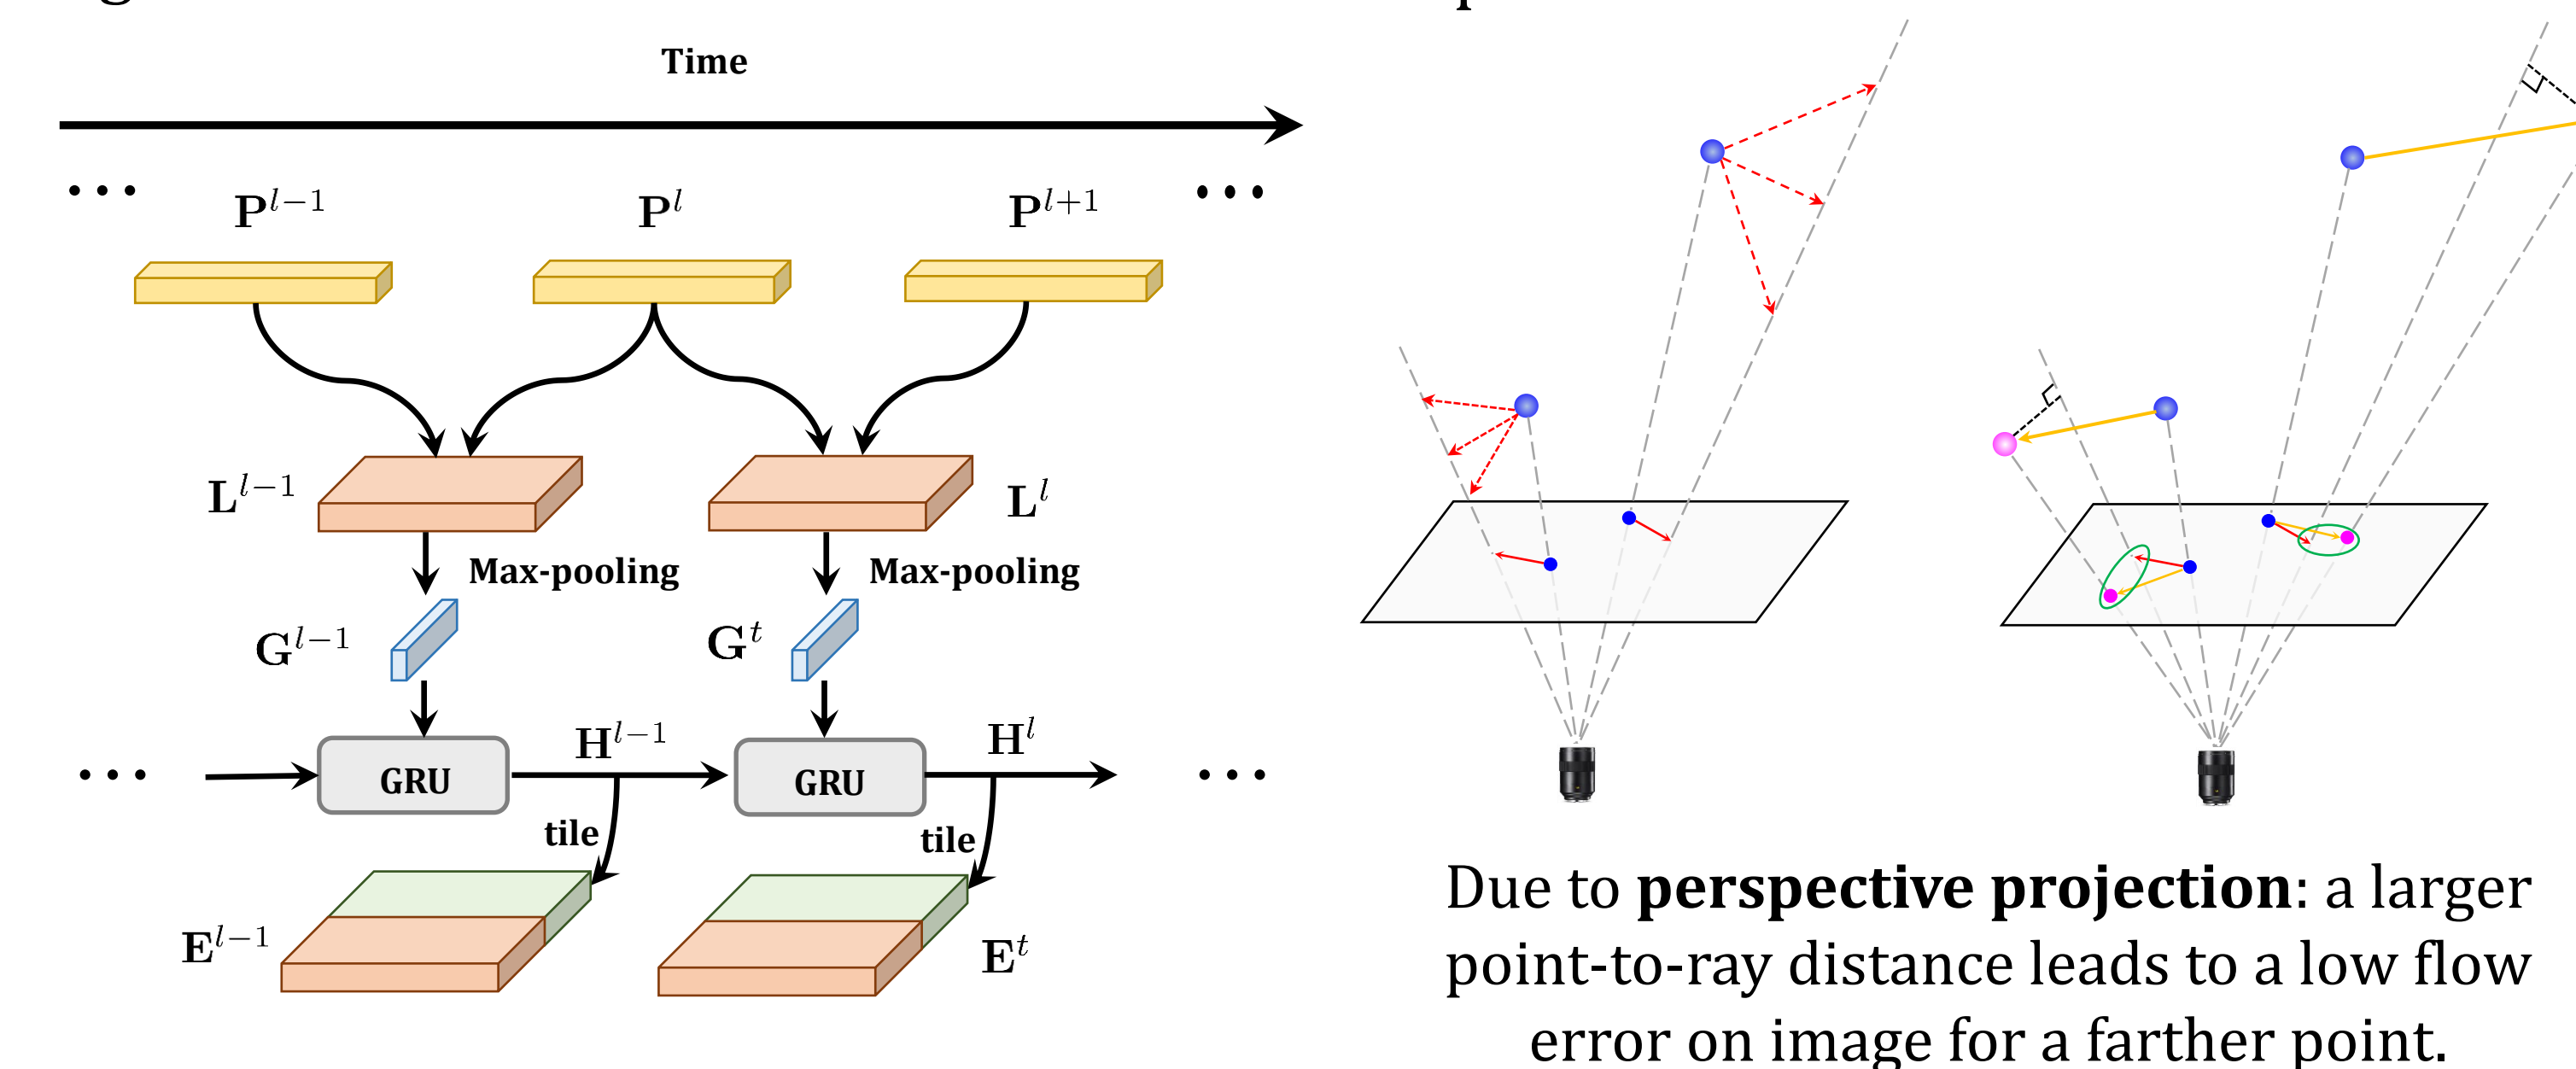 Time
P^{l-1} P^l P^{l+1}
L^{l-1} L^l
Max-pooling Max-pooling
G^{l-1} G^t
H^{l-1} H^l
GRU GRU
tile tile
E^{l-1} E^t
Due to perspective projection: a larger
point-to-ray distance leads to a low flow
error on image for a farther point.